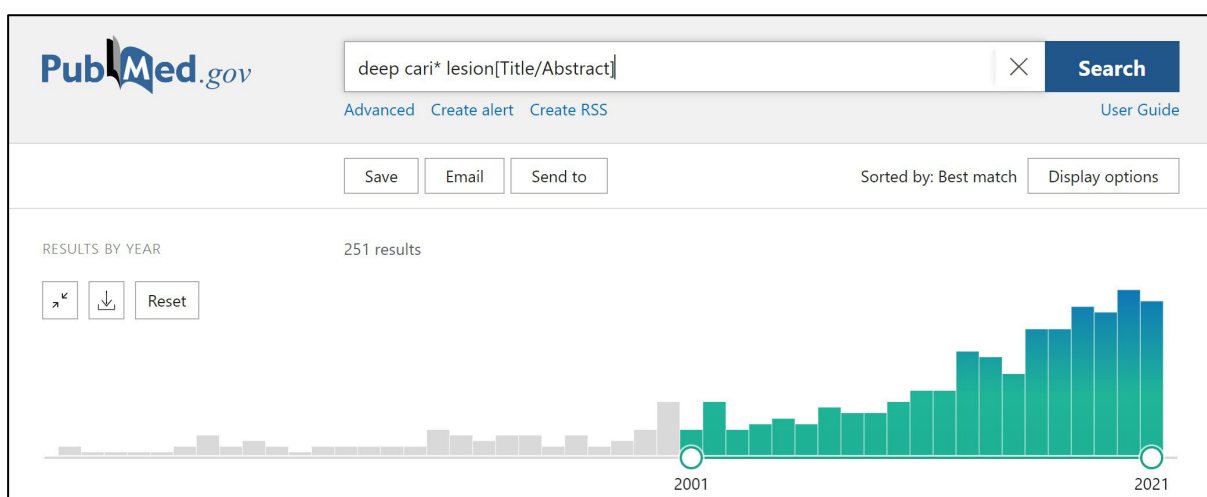 PubMed.gov
deep cari* lesion[Title/Abstract]
Search
Advanced Create alert Create RSS
User Guide
Save Email Send to
Sorted by: Best match
Display options
RESULTS BY YEAR
251 results
Reset
2001
2021